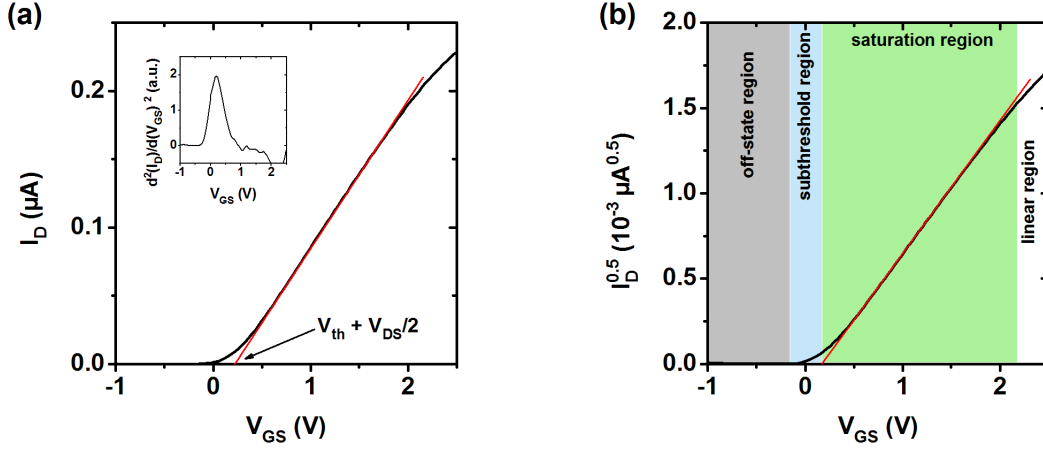 (a)
I_D (µA)
0.2
0.1
0.0
-1
0
1
2
V_GS (V)
d²(I_D)/d(V_GS) ² (a.u.)
2
1
0
-1
0
1
2
V_GS (V)
V_th + V_DS/2
(b)
I_D^0.5 (10⁻³ µA^0.5)
2.0
1.5
1.0
0.5
0.0
-1
0
1
2
V_GS (V)
off-state region
subthreshold region
saturation region
linear region